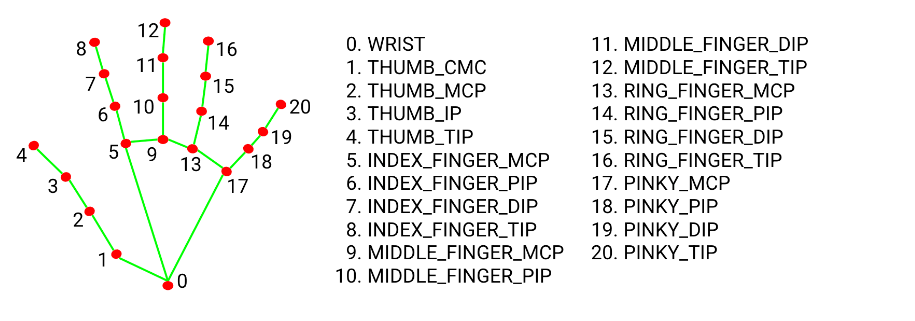 12
8
16
11
7
15
10
20
6
14
19
4
5
9
13
18
3
17
2
1
0
0. WRIST
1. THUMB_CMC
2. THUMB_MCP
3. THUMB_IP
4. THUMB_TIP
5. INDEX_FINGER_MCP
6. INDEX_FINGER_PIP
7. INDEX_FINGER_DIP
8. INDEX_FINGER_TIP
9. MIDDLE_FINGER_MCP
10. MIDDLE_FINGER_PIP
11. MIDDLE_FINGER_DIP
12. MIDDLE_FINGER_TIP
13. RING_FINGER_MCP
14. RING_FINGER_PIP
15. RING_FINGER_DIP
16. RING_FINGER_TIP
17. PINKY_MCP
18. PINKY_PIP
19. PINKY_DIP
20. PINKY_TIP